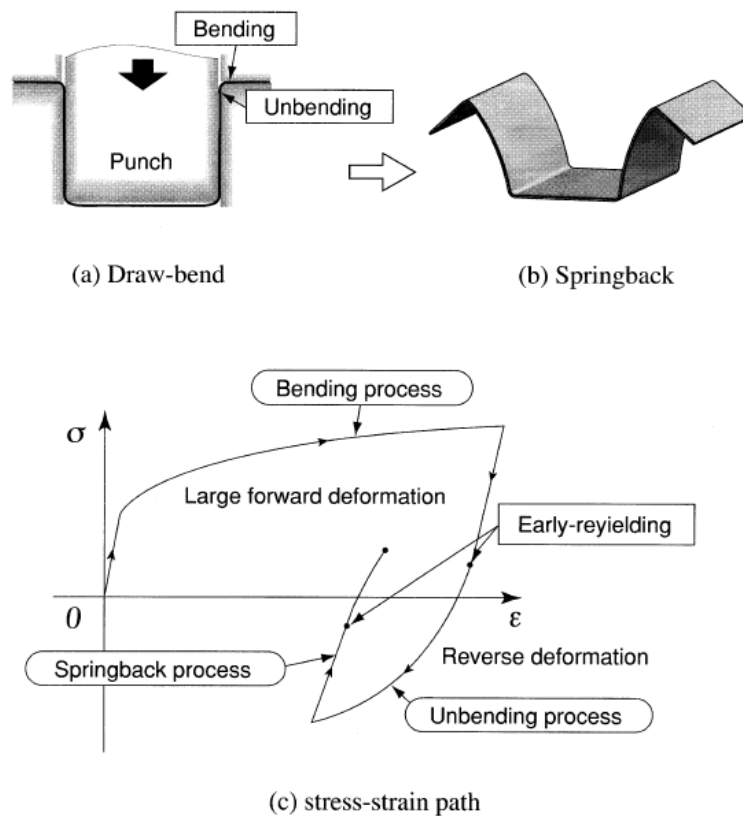 Bending
Unbending
Punch
(a) Draw-bend
(b) Springback
Bending process
σ
Large forward deformation
Early-reyielding
0
ε
Springback process
Reverse deformation
Unbending process
(c) stress-strain path